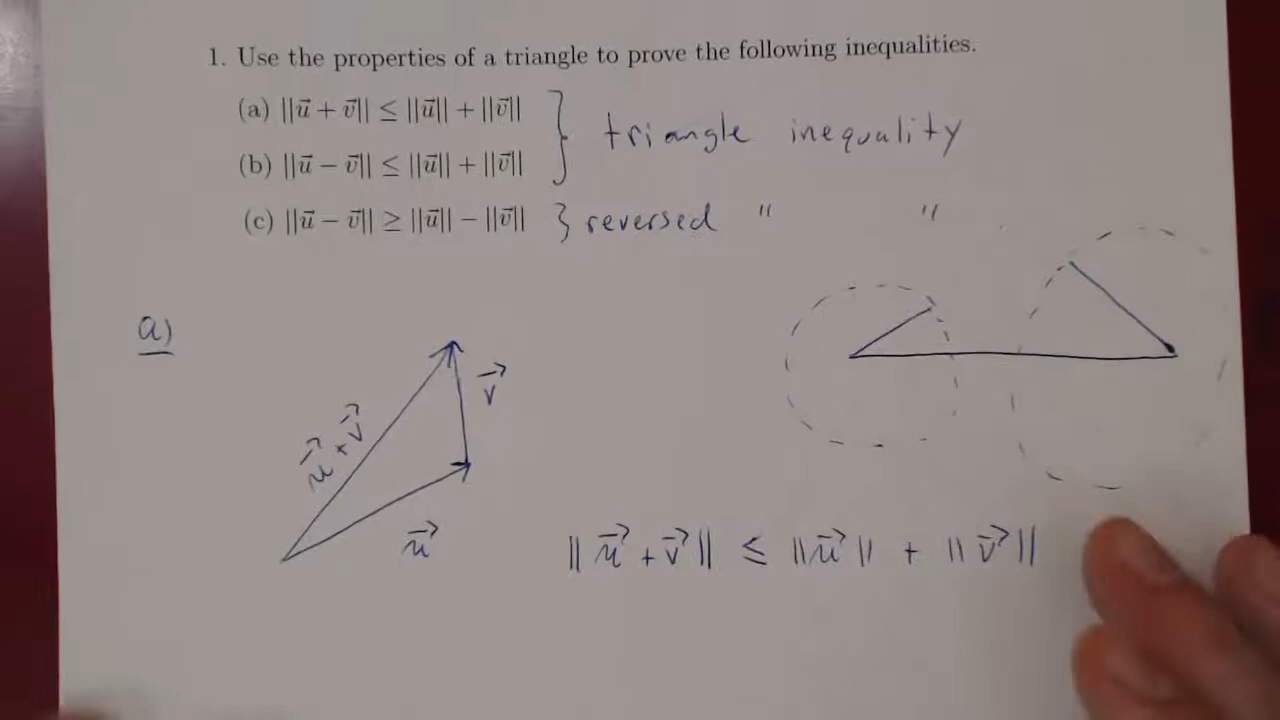 1. Use the properties of a triangle to prove the following inequalities.
(a) ||u⃗ + v⃗|| ≤ ||u⃗|| + ||v⃗||
(b) ||u⃗ − v⃗|| ≤ ||u⃗|| + ||v⃗||
} triangle inequality
(c) ||u⃗ − v⃗|| ≥ ||u⃗|| − ||v⃗|| } reversed " "
a)
v⃗
u⃗ + v⃗
u⃗
|| u⃗ + v⃗ || ≤ || u⃗ || + || v⃗ ||